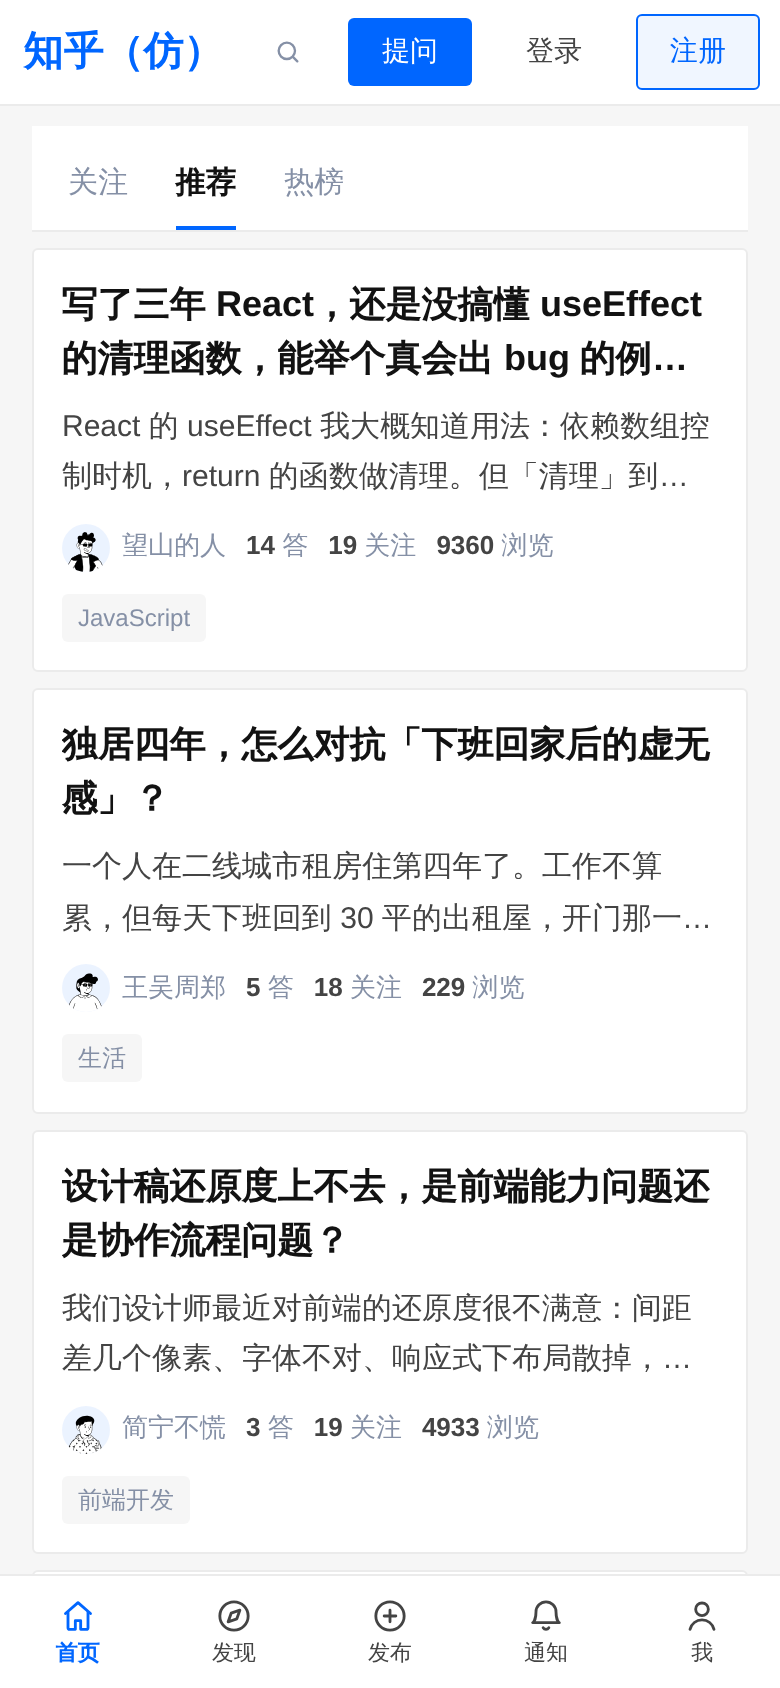 知乎（仿）
提问
登录
注册
关注
推荐
热榜
写了三年 React，还是没搞懂 useEffect
的清理函数，能举个真会出 bug 的例…
React 的 useEffect 我大概知道用法：依赖数组控
制时机，return 的函数做清理。但「清理」到…
望山的人 14 答 19 关注 9360 浏览
JavaScript
独居四年，怎么对抗「下班回家后的虚无
感」？
一个人在二线城市租房住第四年了。工作不算
累，但每天下班回到 30 平的出租屋，开门那一…
王吴周郑 5 答 18 关注 229 浏览
生活
设计稿还原度上不去，是前端能力问题还
是协作流程问题？
我们设计师最近对前端的还原度很不满意：间距
差几个像素、字体不对、响应式下布局散掉，…
简宁不慌 3 答 19 关注 4933 浏览
前端开发
首页
发现
发布
通知
我